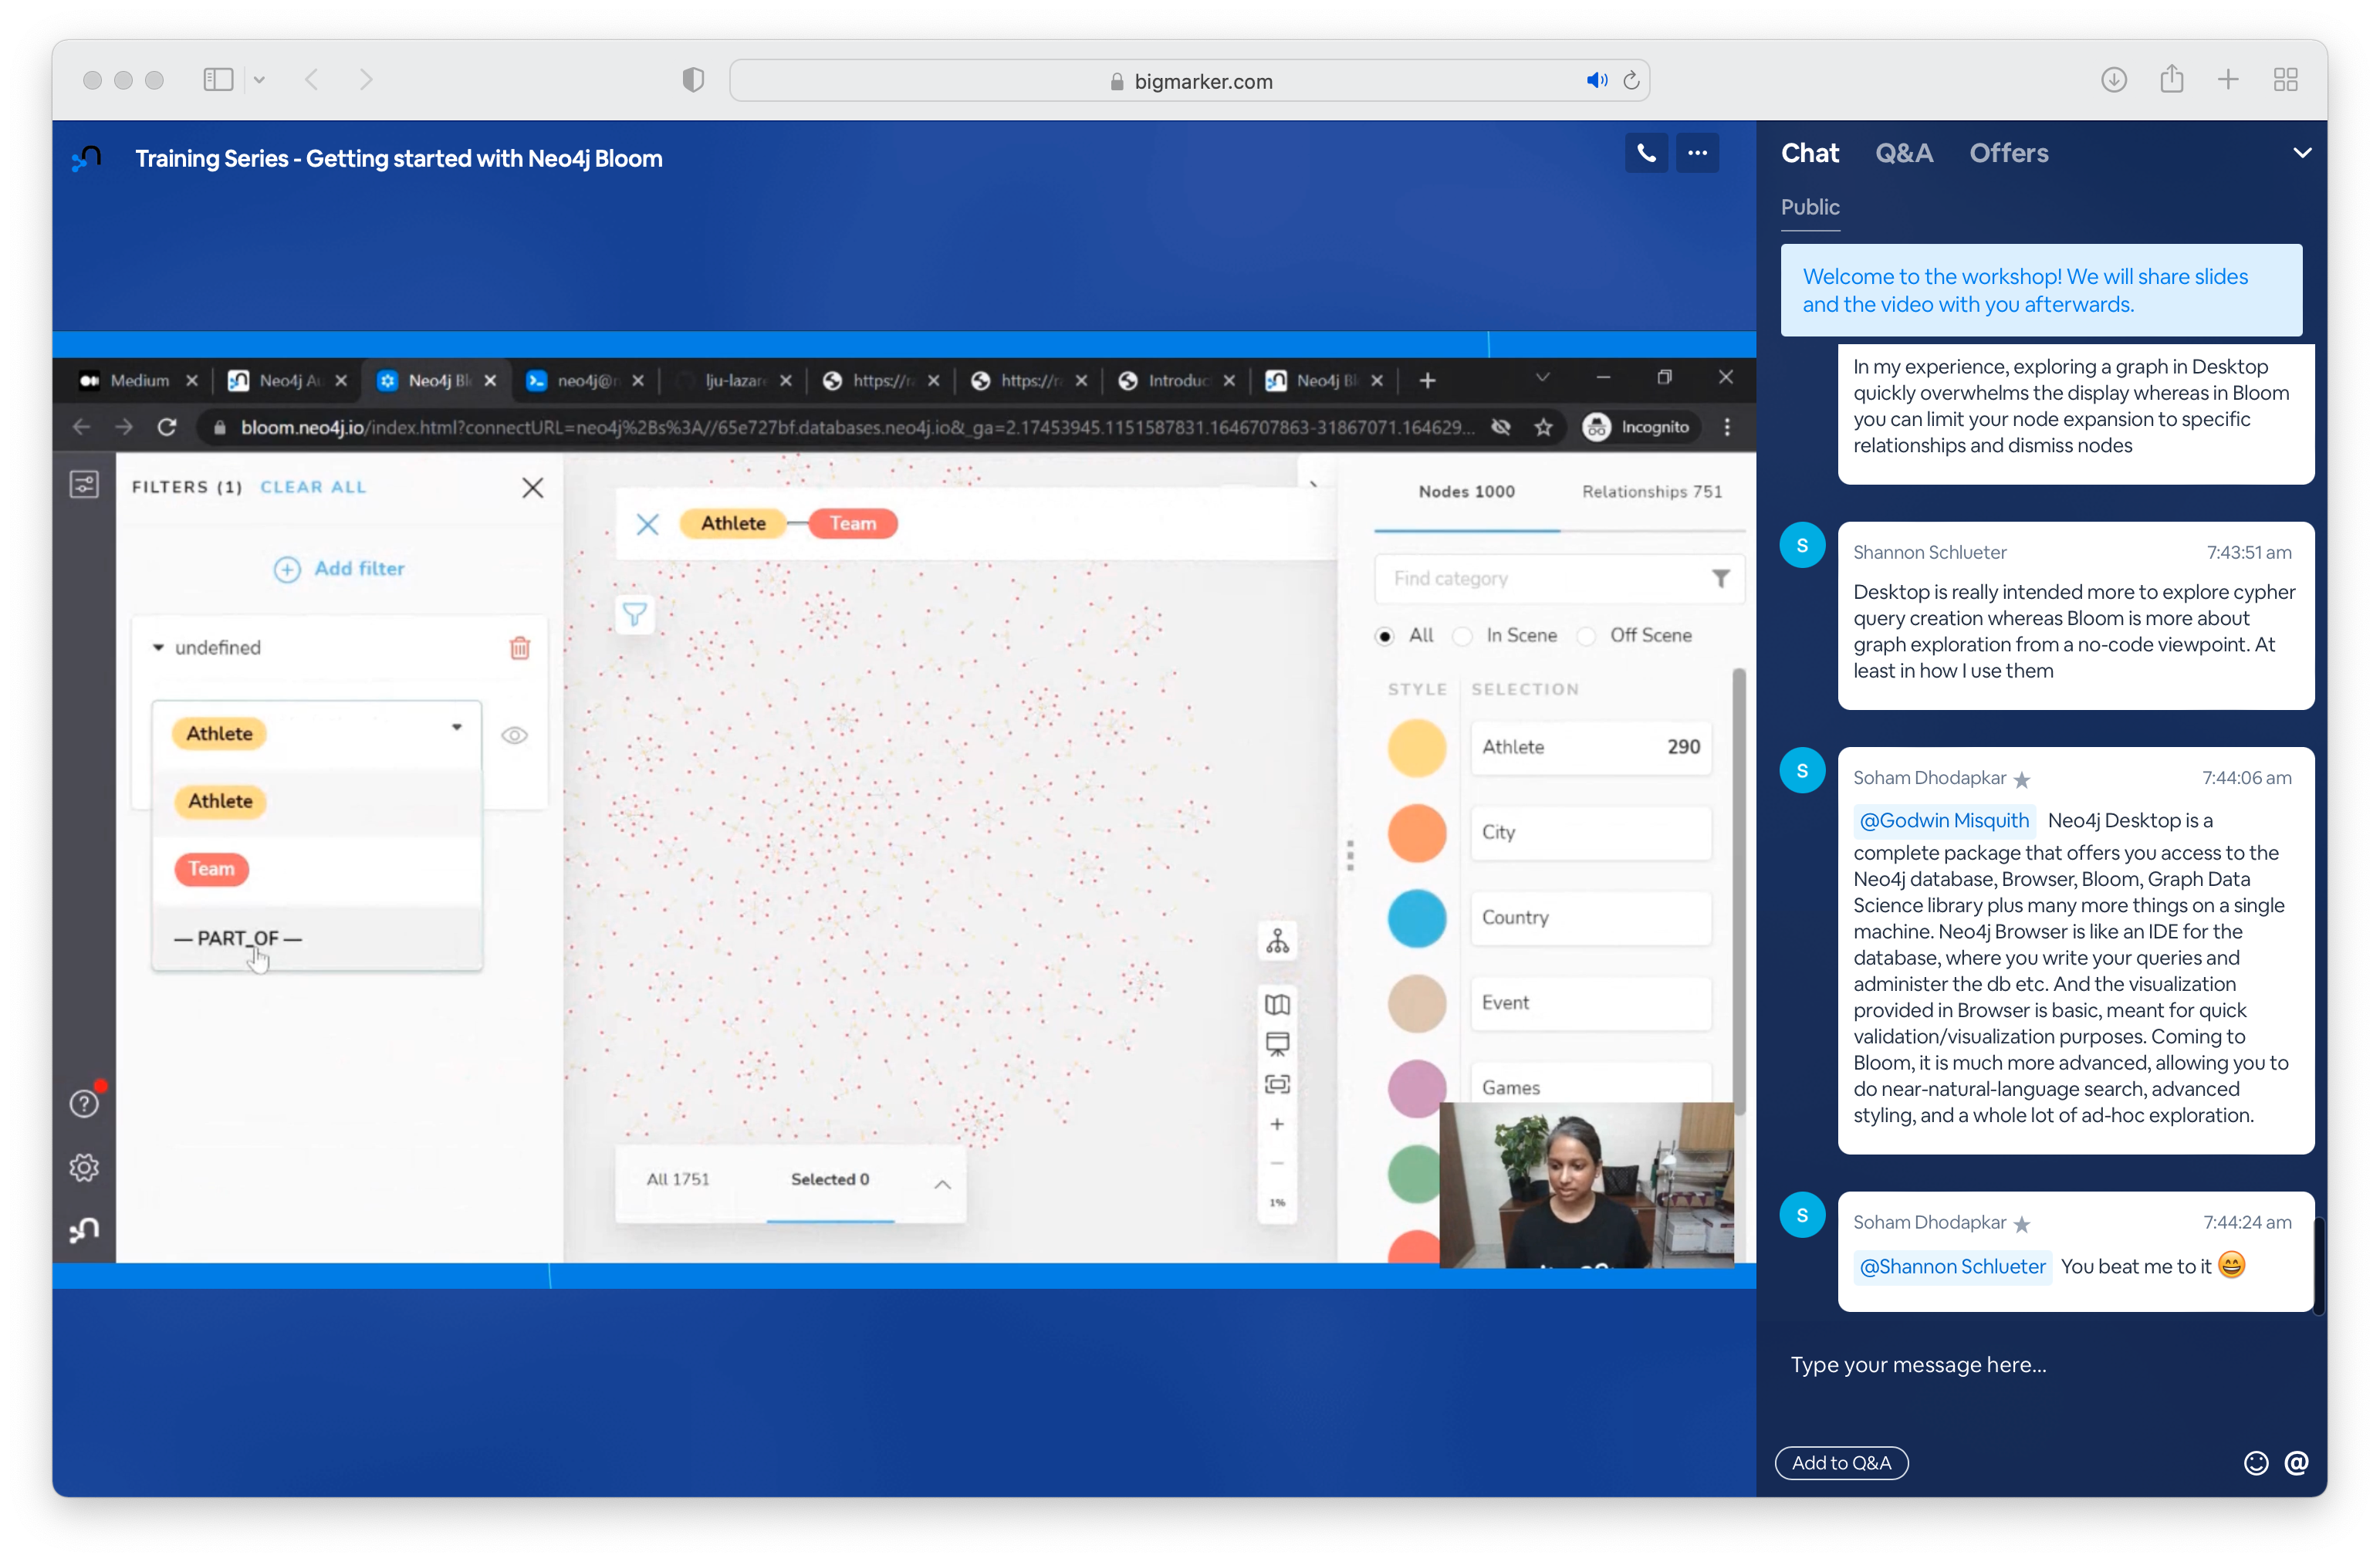 bigmarker.com
Training Series - Getting started with Neo4j Bloom
Medium
Neo4j Au
Neo4j Bl
neo4j@n
lju-lazare
https://ra
https://ra
Introduc
Neo4j Bl
bloom.neo4j.io/index.html?connectURL=neo4j%2Bs%3A//65e727bf.databases.neo4j.io&_ga=2.17453945.1151587831.1646707863-31867071.164629...
Incognito
FILTERS (1) CLEAR ALL
Add filter
undefined
Athlete
Athlete
Team
— PART_OF —
Athlete
Team
All 1751
Selected 0
1%
Nodes 1000
Relationships 751
Find category
All
In Scene
Off Scene
STYLE SELECTION
Athlete 290
City
Country
Event
Games
Chat Q&A Offers
Public
Welcome to the workshop! We will share slides
and the video with you afterwards.
In my experience, exploring a graph in Desktop
quickly overwhelms the display whereas in Bloom
you can limit your node expansion to specific
relationships and dismiss nodes
S
Shannon Schlueter 7:43:51 am
Desktop is really intended more to explore cypher
query creation whereas Bloom is more about
graph exploration from a no-code viewpoint. At
least in how I use them
S
Soham Dhodapkar 7:44:06 am
@Godwin Misquith Neo4j Desktop is a
complete package that offers you access to the
Neo4j database, Browser, Bloom, Graph Data
Science library plus many more things on a single
machine. Neo4j Browser is like an IDE for the
database, where you write your queries and
administer the db etc. And the visualization
provided in Browser is basic, meant for quick
validation/visualization purposes. Coming to
Bloom, it is much more advanced, allowing you to
do near-natural-language search, advanced
styling, and a whole lot of ad-hoc exploration.
S
Soham Dhodapkar 7:44:24 am
@Shannon Schlueter You beat me to it 😄
Type your message here...
Add to Q&A
@